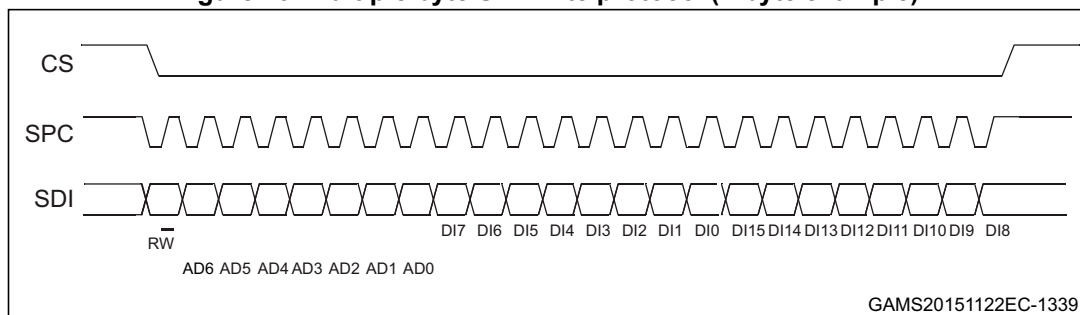 CS
SPC
SDI
DI7 DI6 DI5 DI4 DI3 DI2 DI1 DI0 DI15 DI14 DI13 DI12 DI11 DI10 DI9 DI8
RW
AD6 AD5 AD4 AD3 AD2 AD1 AD0
GAMS20151122EC-1339